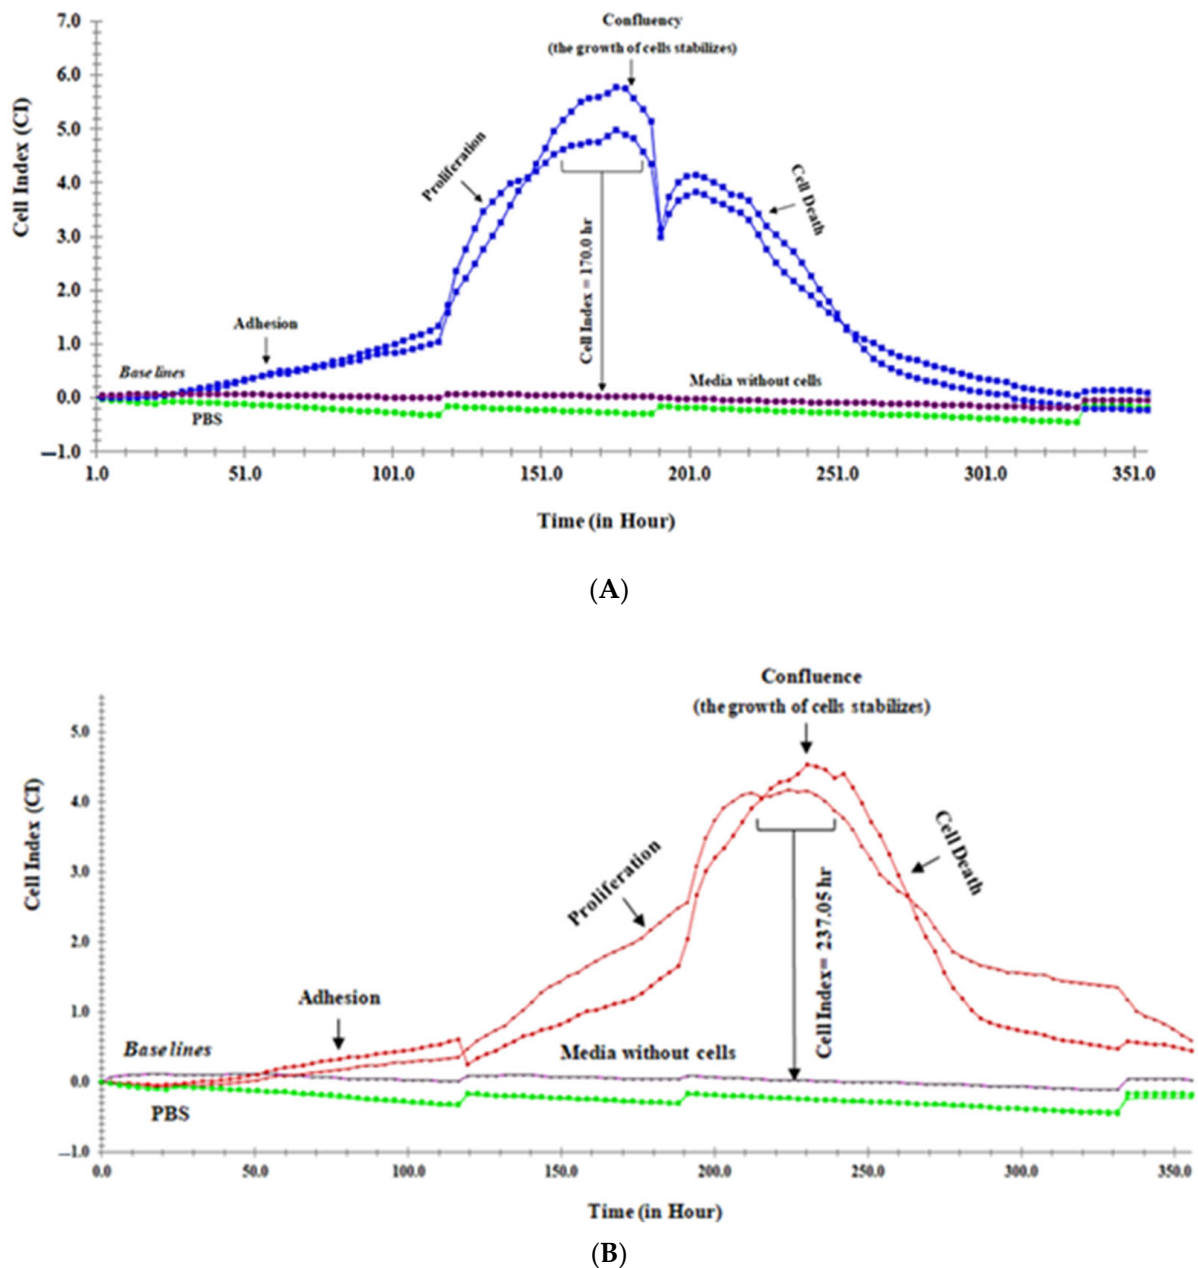 (A)
7.0
Confluency
(the growth of cells stabilizes)
6.0
5.0
Proliferation
4.0
Cell Death
Cell Index (CI)
3.0
Cell Index = 170.0 hr
2.0
Adhesion
1.0
Base lines
Media without cells
0.0
PBS
−1.0
1.0 51.0 101.0 151.0 201.0 251.0 301.0 351.0
Time (in Hour)
(A)
Confluence
(the growth of cells stabilizes)
5.0
4.0
Cell Death
Cell Index (CI)
3.0
Proliferation
Cell Index= 237.05 hr
2.0
Adhesion
1.0
Base lines
Media without cells
0.0
PBS
−1.0
0.0 50.0 100.0 150.0 200.0 250.0 300.0 350.0
Time (in Hour)
(B)